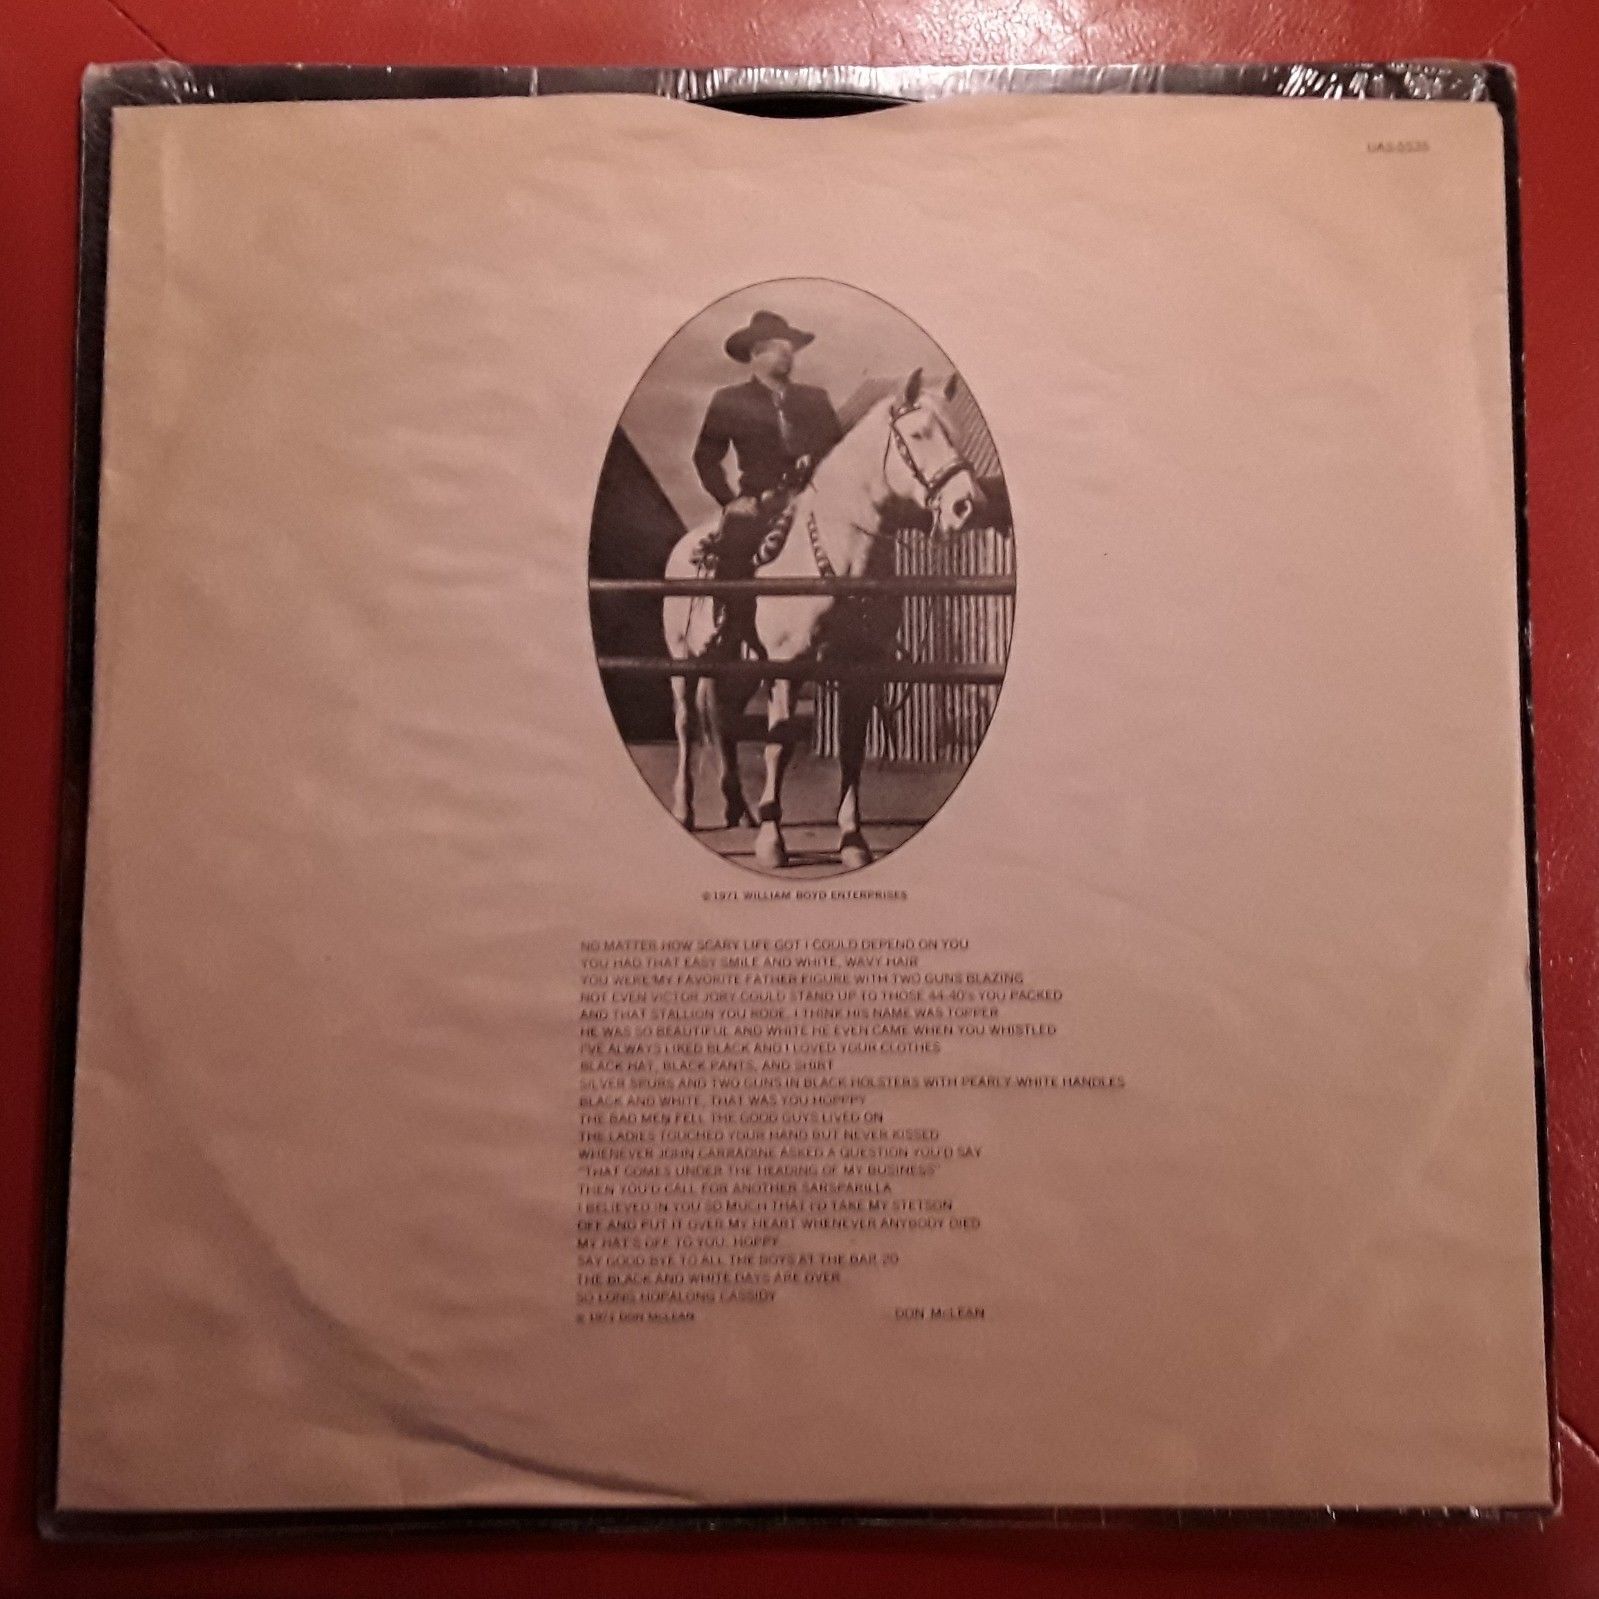 UAS-5535
© 1971 WILLIAM BOYD ENTERPRISES
NO MATTER HOW SCARY LIFE GOT I COULD DEPEND ON YOU
YOU HAD THAT EASY SMILE AND WHITE, WAVY HAIR
YOU WERE MY FAVORITE FATHER FIGURE WITH TWO GUNS BLAZING
NOT EVEN VICTOR JORY COULD STAND UP TO THOSE 44-40's YOU PACKED
AND THAT STALLION YOU RODE, I THINK HIS NAME WAS TOPPER
HE WAS SO BEAUTIFUL AND WHITE HE EVEN CAME WHEN YOU WHISTLED
I'VE ALWAYS LIKED BLACK AND I LOVED YOUR CLOTHES
BLACK HAT, BLACK PANTS, AND SHIRT
SILVER SPURS AND TWO GUNS IN BLACK HOLSTERS WITH PEARLY-WHITE HANDLES
BLACK AND WHITE, THAT WAS YOU HOPPPY
THE BAD MEN FELL THE GOOD GUYS LIVED ON
THE LADIES TOUCHED YOUR HAND BUT NEVER KISSED
WHENEVER JOHN CARRADINE ASKED A QUESTION YOU'D SAY
"THAT COMES UNDER THE HEADING OF MY BUSINESS"
THEN YOU'D CALL FOR ANOTHER SARSPARILLA
I BELIEVED IN YOU SO MUCH THAT I'D TAKE MY STETSON
OFF AND PUT IT OVER MY HEART WHENEVER ANYBODY DIED
MY HAT'S OFF TO YOU, HOPPY
SAY GOOD BYE TO ALL THE BOYS AT THE BAR-20
THE BLACK AND WHITE DAYS ARE OVER
SO LONG HOPALONG CASSIDY
© 1971 DON McLEAN DON McLEAN